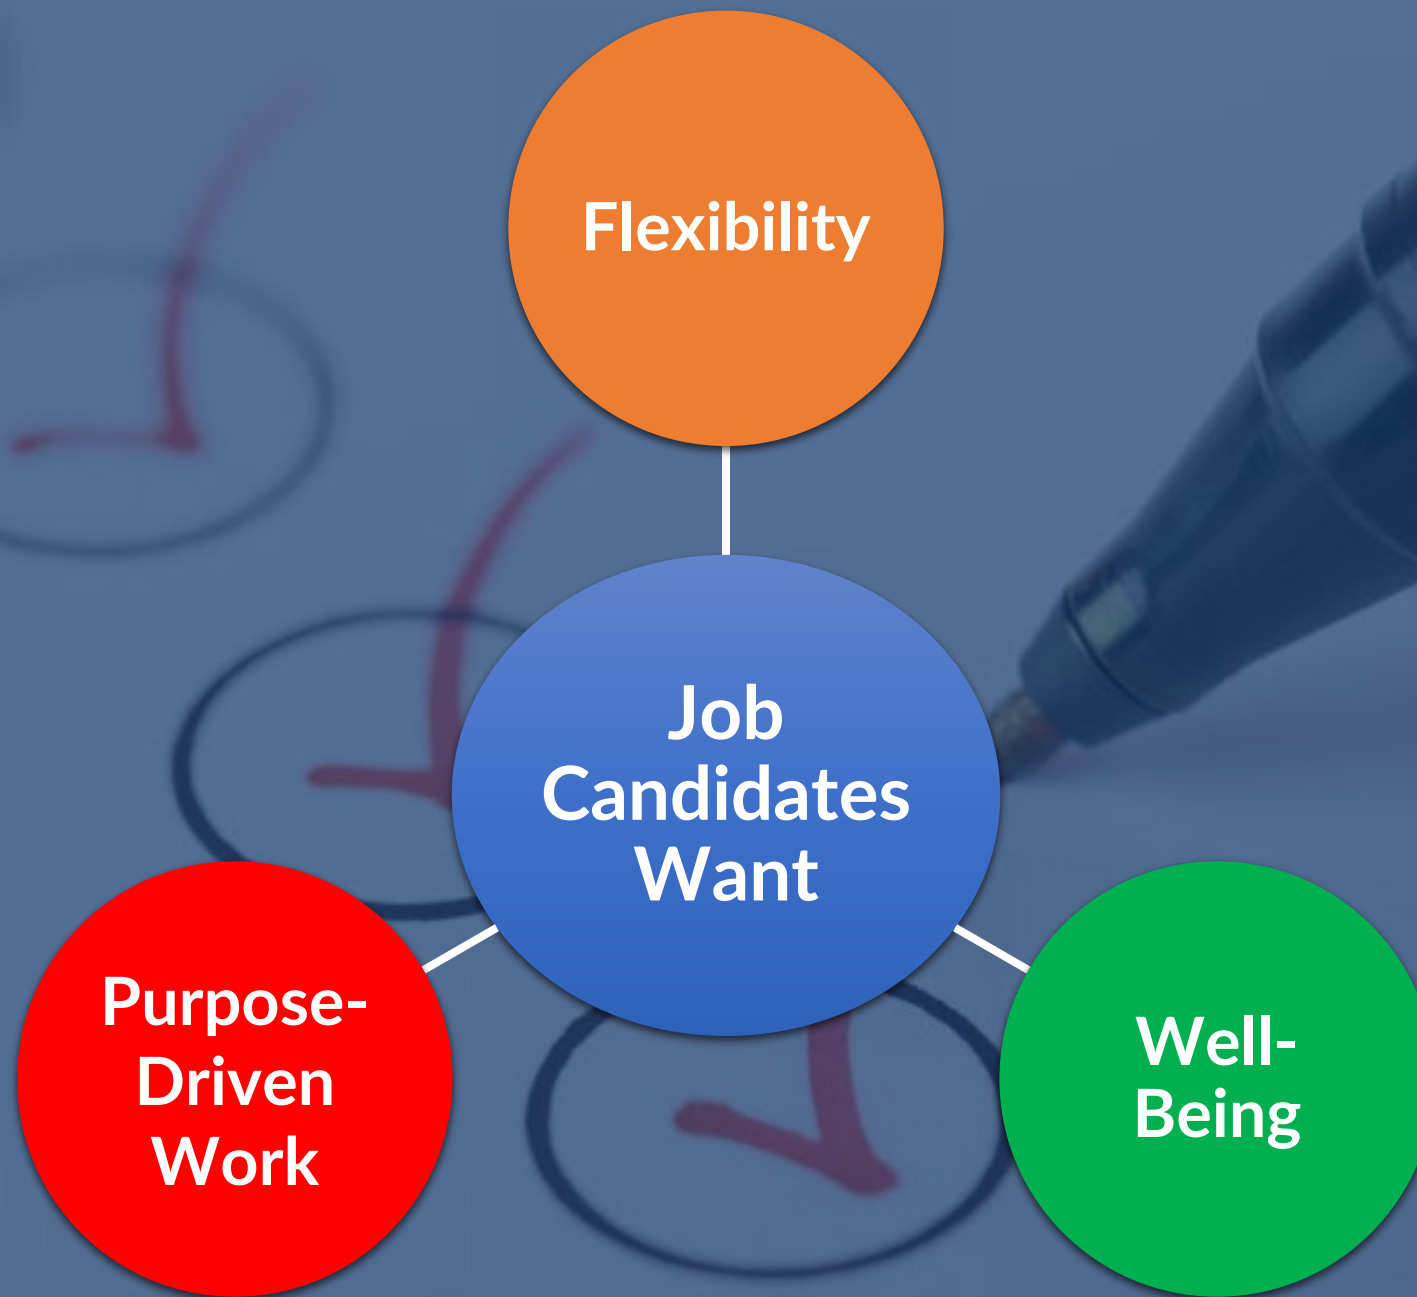 Flexibility
Job
Candidates
Want
Purpose-
Driven
Work
Well-
Being